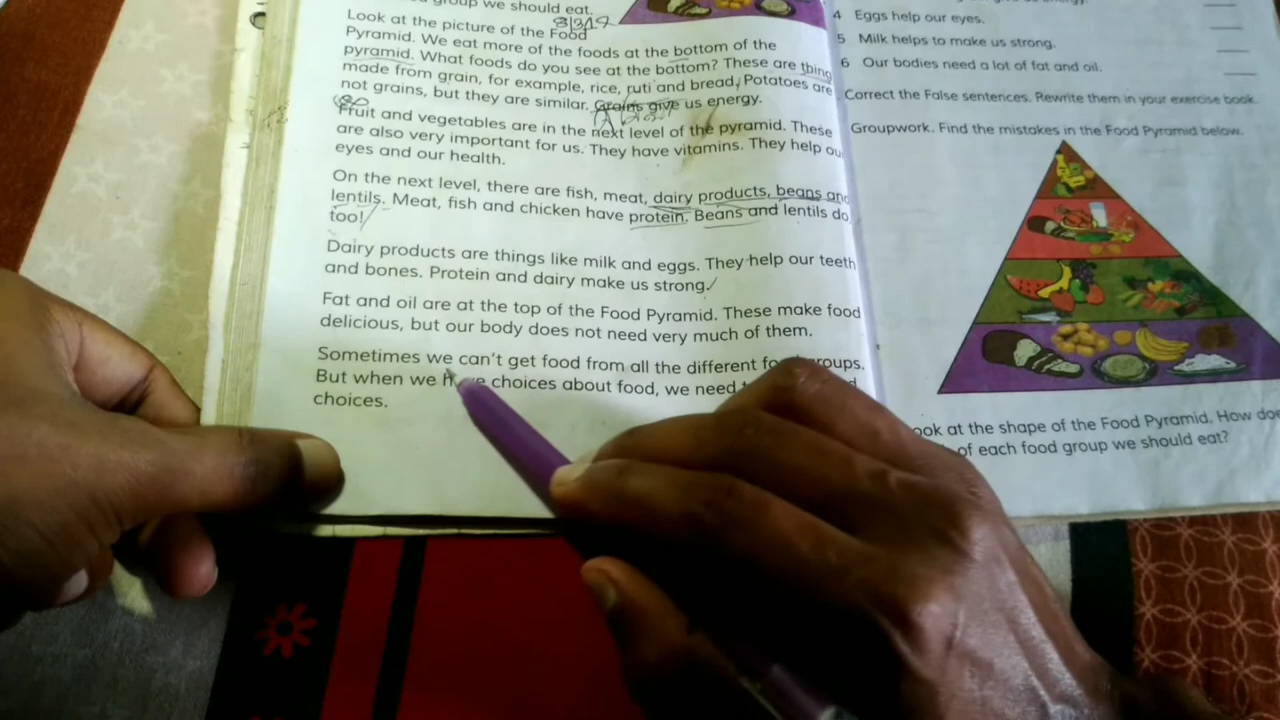 group we should eat.
Look at the picture of the Food
Pyramid. We eat more of the foods at the bottom of the
pyramid. What foods do you see at the bottom? These are thing
made from grain, for example, rice, ruti and bread. Potatoes are
not grains, but they are similar. Grains give us energy.
Fruit and vegetables are in the next level of the pyramid. These
are also very important for us. They have vitamins. They help ou
eyes and our health.
On the next level, there are fish, meat, dairy products, beans and
lentils. Meat, fish and chicken have protein. Beans and lentils do
too!
Dairy products are things like milk and eggs. They help our teeth
and bones. Protein and dairy make us strong.
Fat and oil are at the top of the Food Pyramid. These make food
delicious, but our body does not need very much of them.
Sometimes we can't get food from all the different groups.
But when we choices about food, we need
choices.
4 Eggs help our eyes.
5 Milk helps to make us strong.
6 Our bodies need a lot of fat and oil.
Correct the False sentences. Rewrite them in your exercise book.
Groupwork. Find the mistakes in the Food Pyramid below.
ook at the shape of the Food Pyramid. How doe
of each food group we should eat?